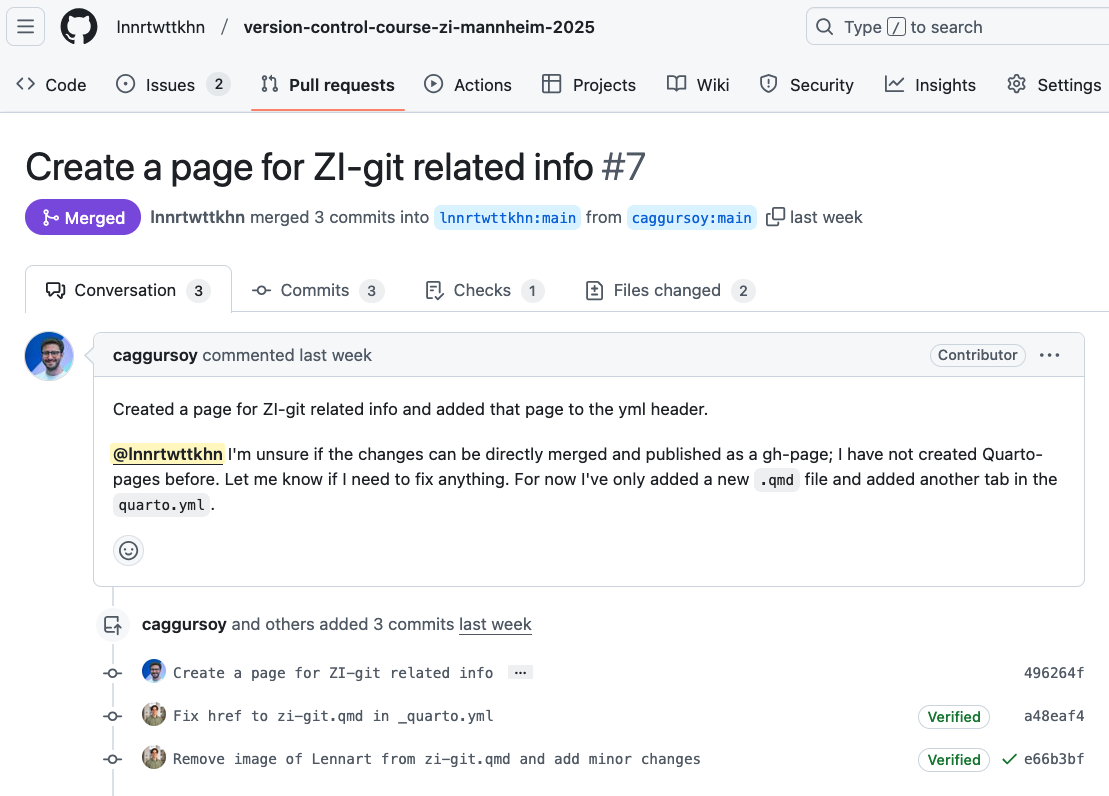 lnnrtwttkhn / version-control-course-zi-mannheim-2025
Type / to search
Code
Issues 2
Pull requests
Actions
Projects
Wiki
Security
Insights
Settings
Create a page for ZI-git related info #7
Merged lnnrtwttkhn merged 3 commits into lnnrtwttkhn:main from caggursoy:main last week
Conversation 3
Commits 3
Checks 1
Files changed 2
caggursoy commented last week
Contributor ...
Created a page for ZI-git related info and added that page to the yml header.
@lnnrtwttkhn I'm unsure if the changes can be directly merged and published as a gh-page; I have not created Quarto-
pages before. Let me know if I need to fix anything. For now I've only added a new .qmd file and added another tab in the
quarto.yml.
caggursoy and others added 3 commits last week
Create a page for ZI-git related info ... 496264f
Fix href to zi-git.qmd in _quarto.yml Verified a48eaf4
Remove image of Lennart from zi-git.qmd and add minor changes Verified e66b3bf